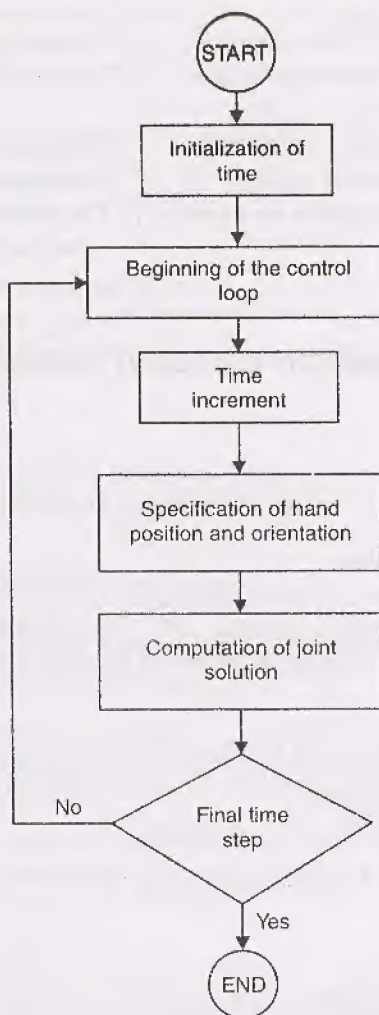 START
Initialization of
time
Beginning of the control
loop
Time
increment
Specification of hand
position and orientation
Computation of joint
solution
No
Final time
step
Yes
END